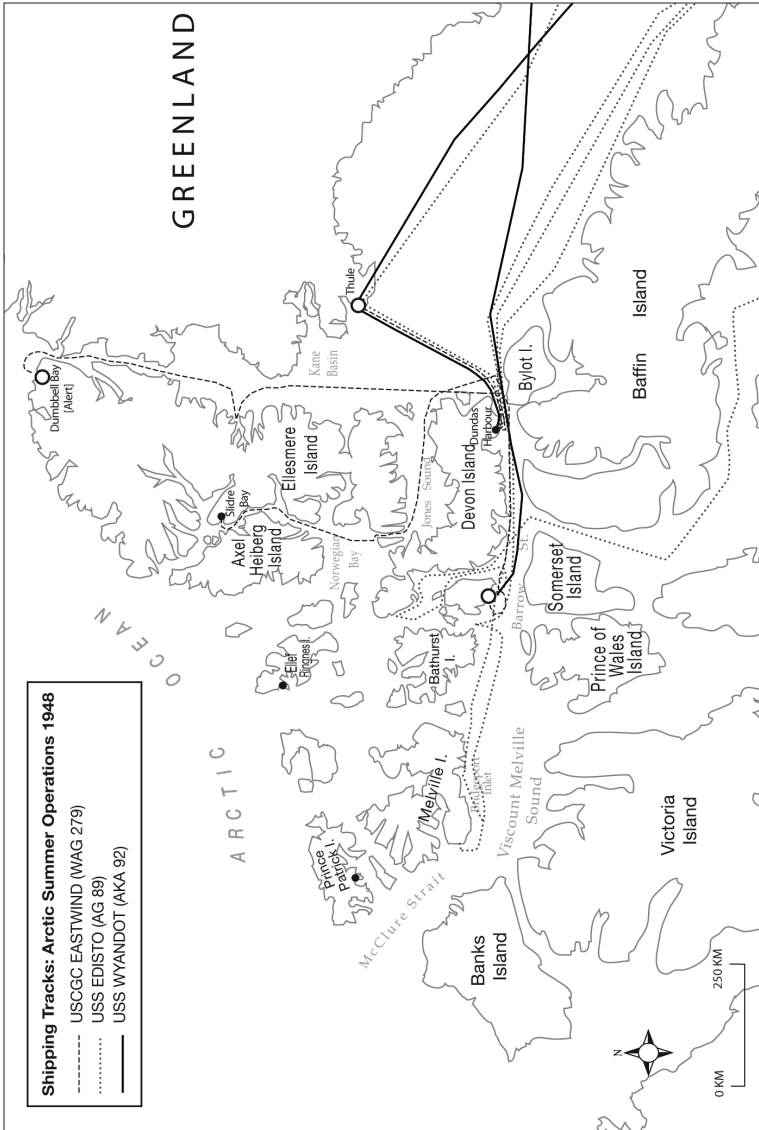 Shipping Tracks: Arctic Summer Operations 1948
USCGC EASTWIND (WAG 279)
USS EDISTO (AG 89)
USS WYANDOT (AKA 92)
GREENLAND
ARCTIC
OCEAN
Dumbbell Bay
[Alert]
Thule
Kane
Basin
Slidre
Bay
Ellesmere
Island
Axel
Heiberg
Island
Norwegian
Bay
Jones Sound
Ellef
Ringnes I.
Devon Island
Dundas
Harbour
Bylot I.
Baffin
Island
Bathurst
I.
Barrow St.
Somerset
Island
Prince of
Wales
Island
Prince
Patrick I.
Melville I.
Bridgeport
Inlet
Viscount Melville
Sound
McClure Strait
Banks
Island
Victoria
Island
N
0 KM
250 KM